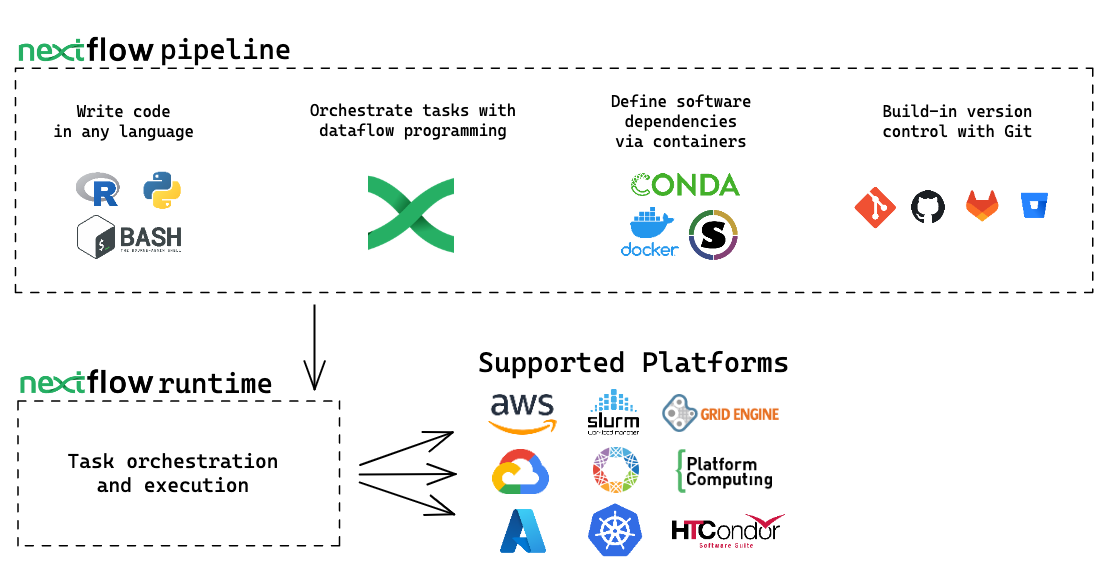 nextflow pipeline
Write code
in any language
Orchestrate tasks with
dataflow programming
Define software
dependencies
via containers
Build-in version
control with Git
R
BASH
THE BOURNE-AGAIN SHELL
CONDA
docker
S
nextflow runtime
Task orchestration
and execution
Supported Platforms
aws
slurm
workload manager
GRID ENGINE
Platform
Computing
HTCondor
Software Suite